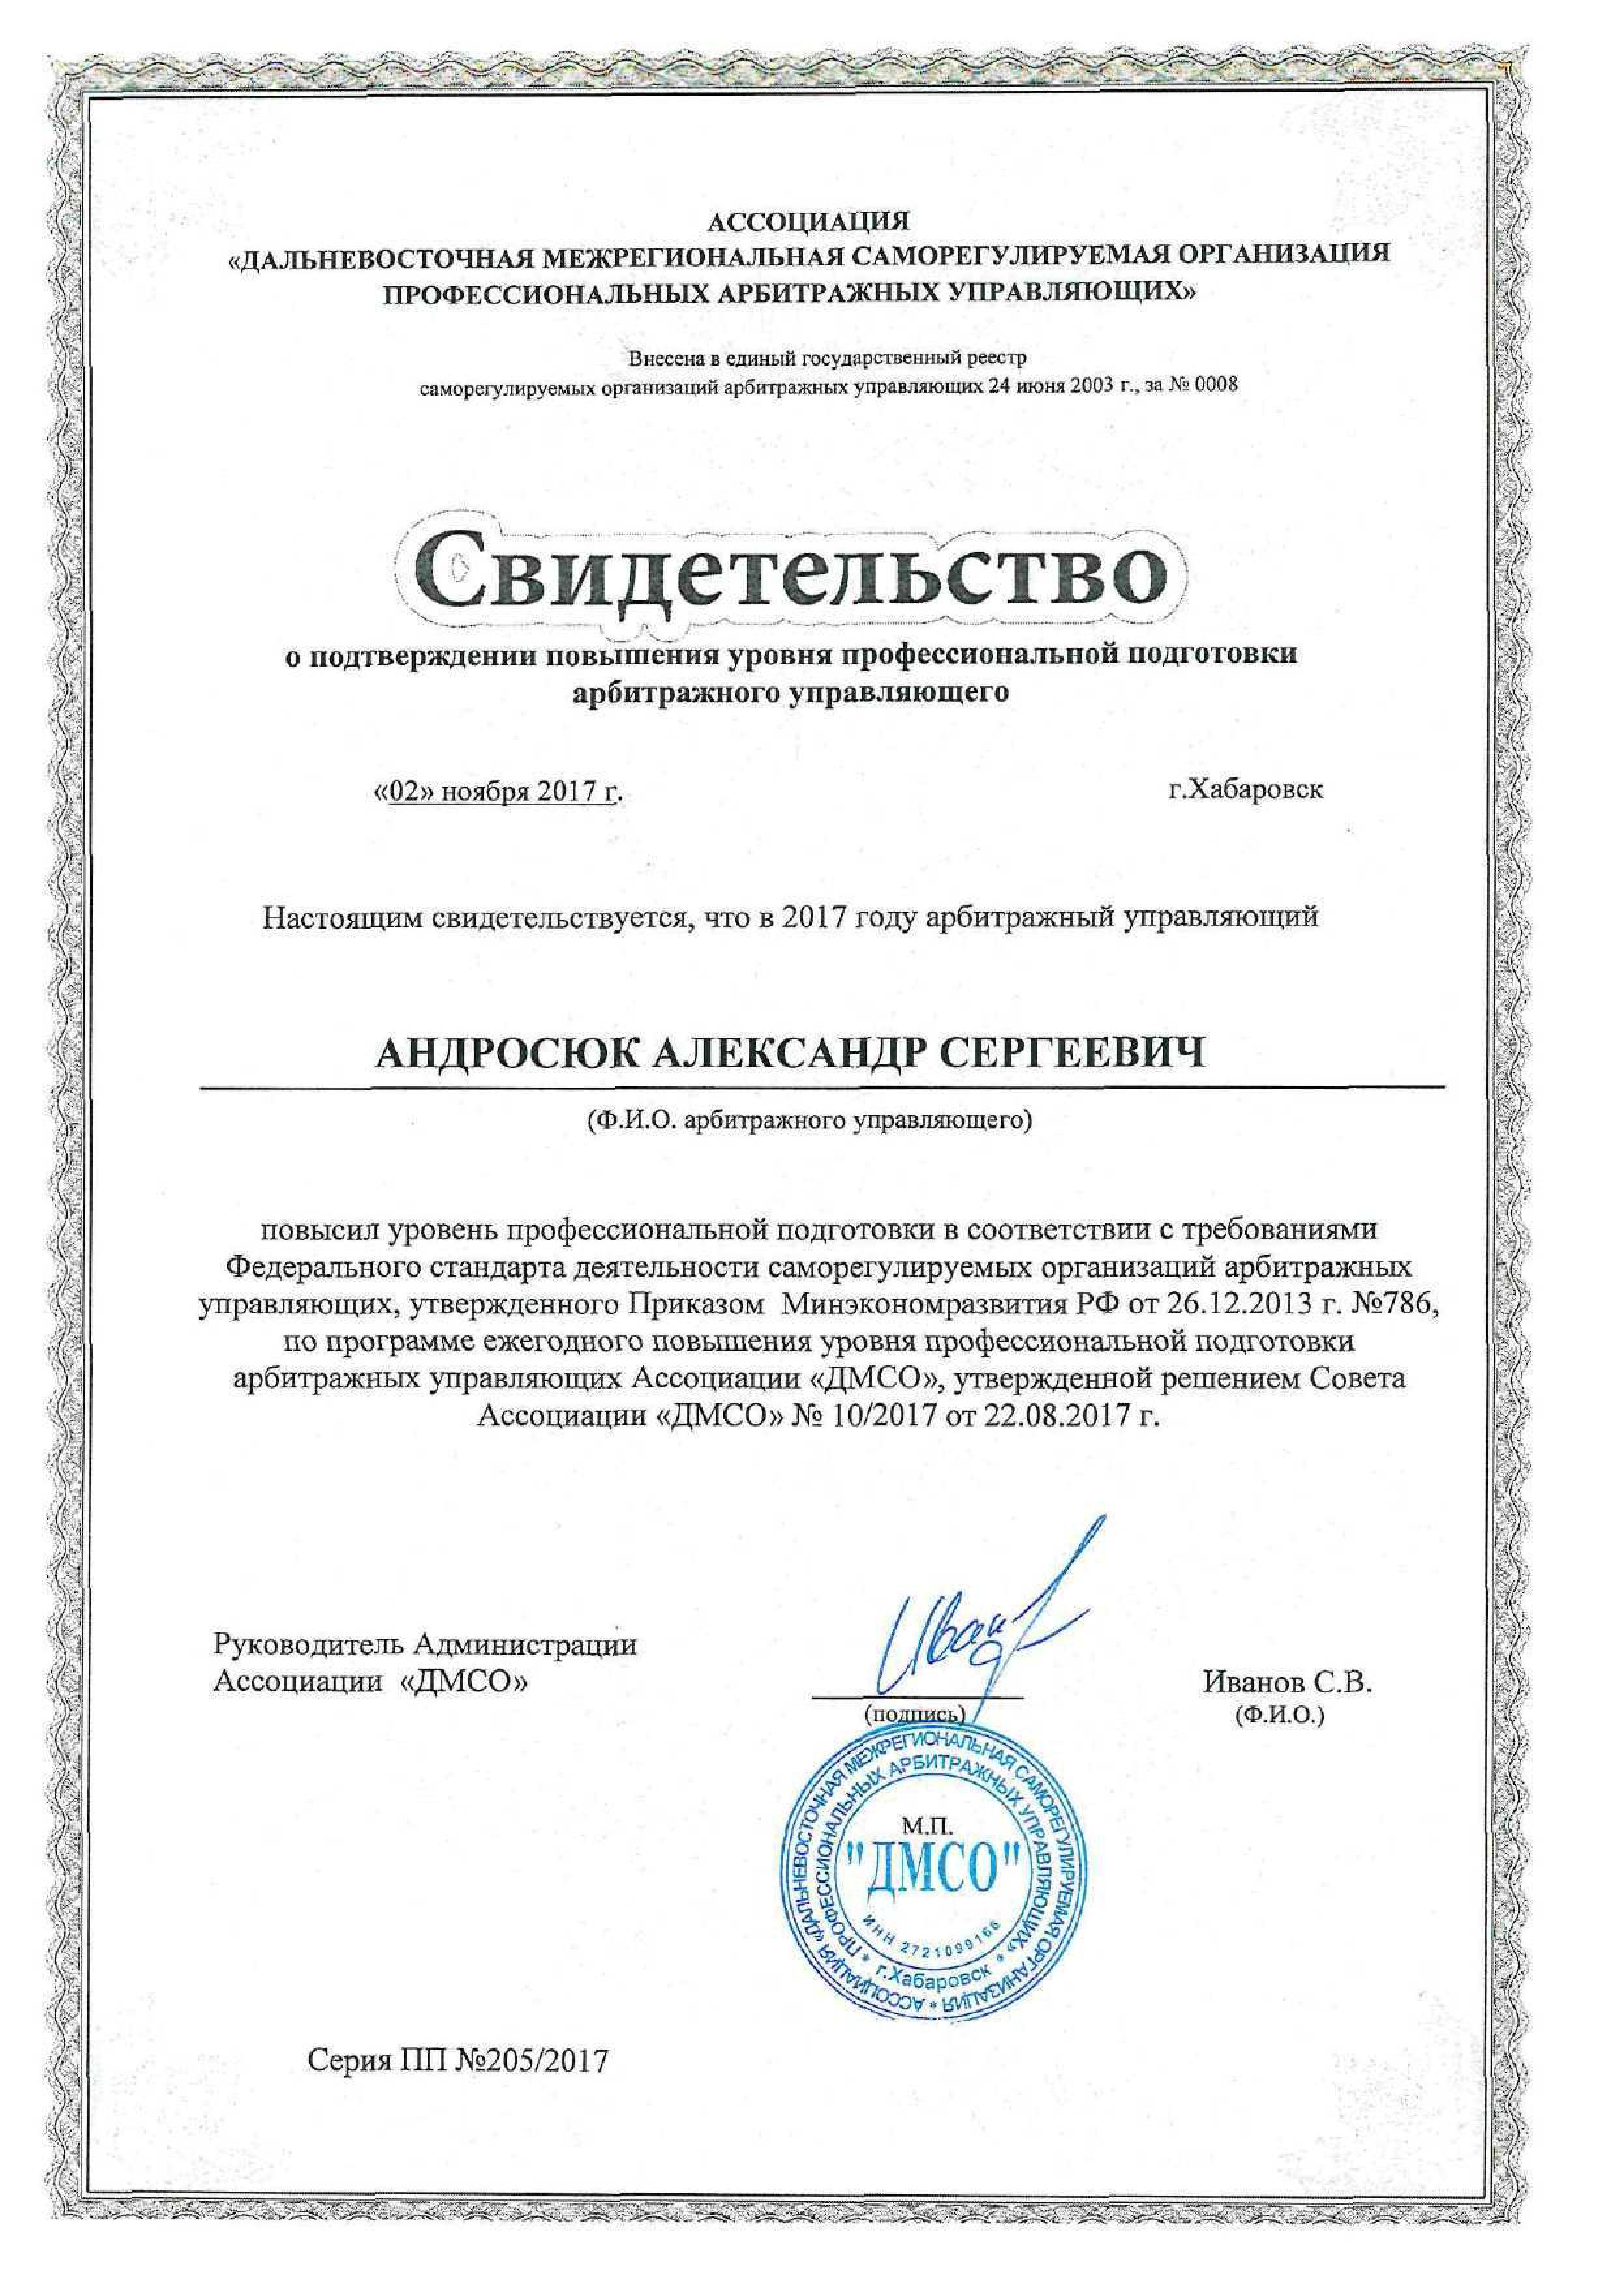 АССОЦИАЦИЯ
«ДАЛЬНЕВОСТОЧНАЯ МЕЖРЕГИОНАЛЬНАЯ САМОРЕГУЛИРУЕМАЯ ОРГАНИЗАЦИЯ
ПРОФЕССИОНАЛЬНЫХ АРБИТРАЖНЫХ УПРАВЛЯЮЩИХ»
Внесена в единый государственный реестр
саморегулируемых организаций арбитражных управляющих 24 июня 2003 г., за № 0008
Свидетельство
о подтверждении повышения уровня профессиональной подготовки
арбитражного управляющего
«02» ноября 2017 г. г.Хабаровск
Настоящим свидетельствуется, что в 2017 году арбитражный управляющий
АНДРОСЮК АЛЕКСАНДР СЕРГЕЕВИЧ
(Ф.И.О. арбитражного управляющего)
повысил уровень профессиональной подготовки в соответствии с требованиями
Федерального стандарта деятельности саморегулируемых организаций арбитражных
управляющих, утвержденного Приказом Минэкономразвития РФ от 26.12.2013 г. №786,
по программе ежегодного повышения уровня профессиональной подготовки
арбитражных управляющих Ассоциации «ДМСО», утвержденной решением Совета
Ассоциации «ДМСО» № 10/2017 от 22.08.2017 г.
Руководитель Администрации
Ассоциации «ДМСО» Иванов С.В.
(подпись) (Ф.И.О.)
АССОЦИАЦИЯ «ДАЛЬНЕВОСТОЧНАЯ МЕЖРЕГИОНАЛЬНАЯ САМОРЕГУЛИРУЕМАЯ ОРГАНИЗАЦИЯ *
ПРОФЕССИОНАЛЬНЫХ АРБИТРАЖНЫХ УПРАВЛЯЮЩИХ» *
М.П.
"ДМСО"
ИНН 2721099166
г.Хабаровск *
Серия ПП №205/2017